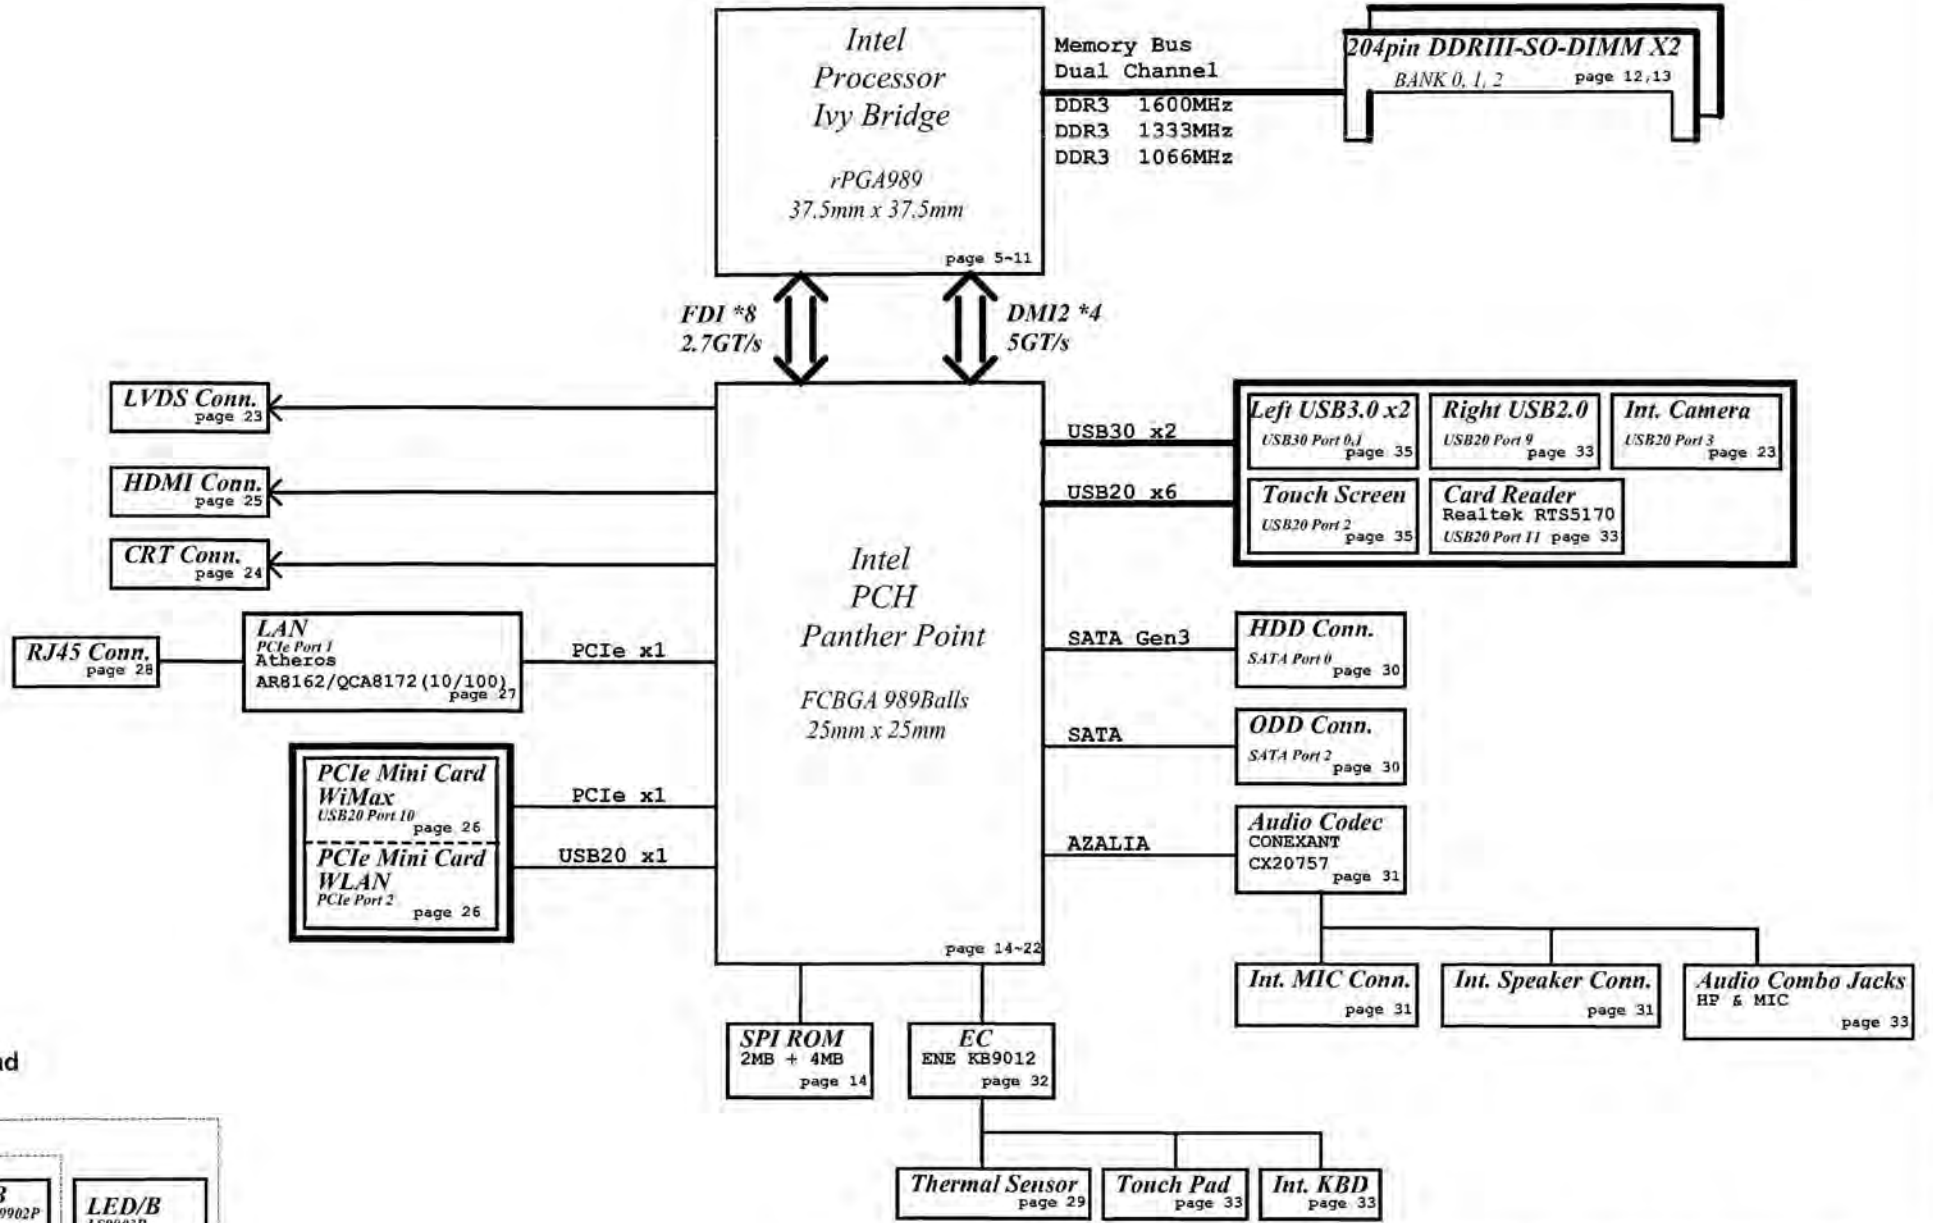 Intel
Processor
Ivy Bridge
rPGA989
37.5mm x 37.5mm
page 5~11
Memory Bus
Dual Channel
DDR3 1600MHz
DDR3 1333MHz
DDR3 1066MHz
204pin DDRIII-SO-DIMM X2
BANK 0, 1, 2 page 12,13
FDI *8
2.7GT/s
DMI2 *4
5GT/s
LVDS Conn.
page 23
HDMI Conn.
page 25
CRT Conn.
page 24
RJ45 Conn.
page 28
LAN
PCIe Port 1
Atheros
AR8162/QCA8172(10/100)
page 27
PCIe x1
PCIe Mini Card
WiMax
USB20 Port 10
page 26
PCIe Mini Card
WLAN
PCIe Port 2
page 26
PCIe x1
USB20 x1
Intel
PCH
Panther Point
FCBGA 989Balls
25mm x 25mm
page 14~22
USB30 x2
USB20 x6
Left USB3.0 x2
USB30 Port 0,1
page 35
Right USB2.0
USB20 Port 9
page 33
Int. Camera
USB20 Port 3
page 23
Touch Screen
USB20 Port 2
page 35
Card Reader
Realtek RTS5170
USB20 Port 11 page 33
SATA Gen3
HDD Conn.
SATA Port 0
page 30
SATA
ODD Conn.
SATA Port 2
page 30
AZALIA
Audio Codec
CONEXANT
CX20757
page 31
Int. MIC Conn.
page 31
Int. Speaker Conn.
page 31
Audio Combo Jacks
HP & MIC
page 33
SPI ROM
2MB + 4MB
page 14
EC
ENE KB9012
page 32
Thermal Sensor
page 29
Touch Pad
page 33
Int. KBD
page 33
LED/B